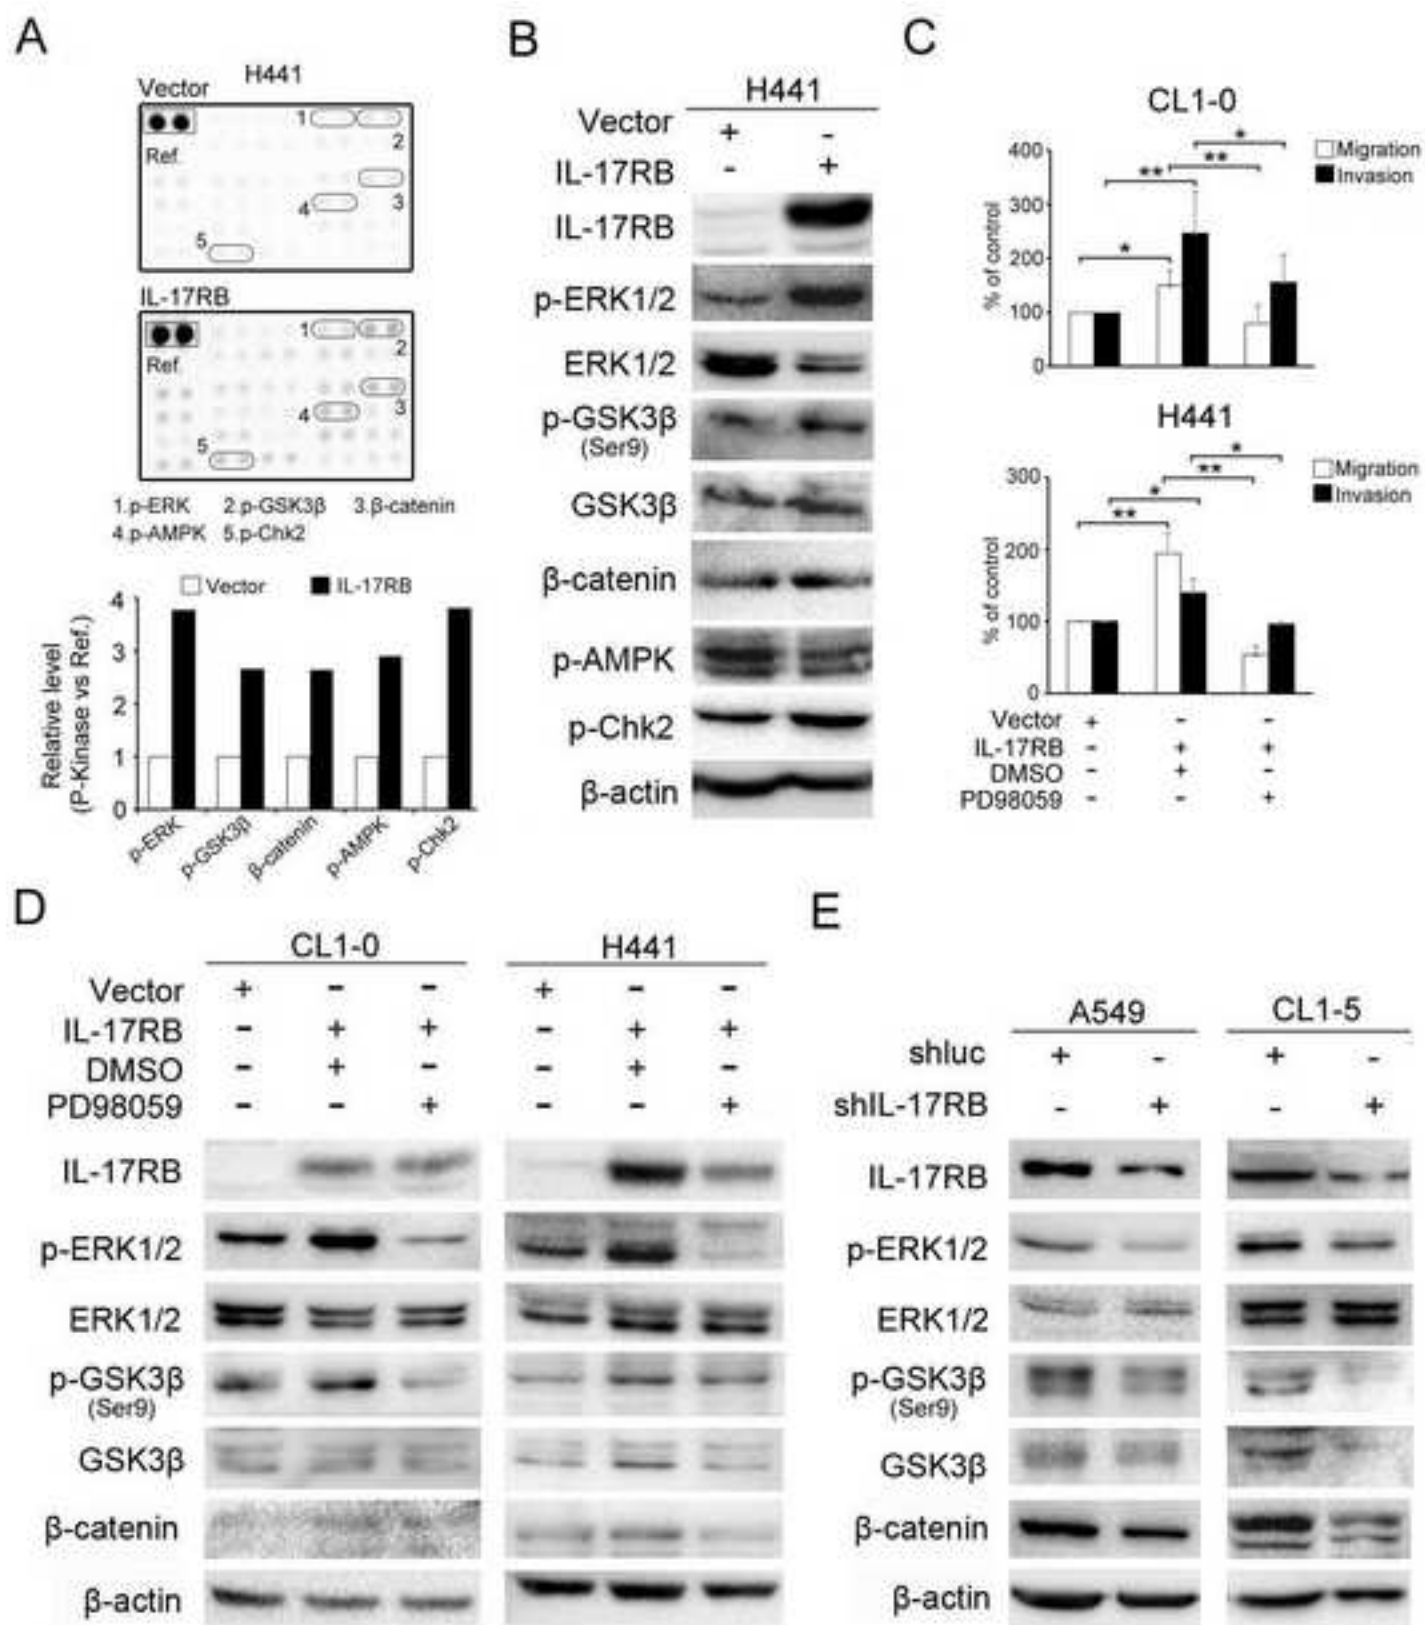 A
H441
Vector
Ref.
1
2
3
4
5
IL-17RB
Ref.
1
2
3
4
5
1.p-ERK 2.p-GSK3β 3.β-catenin
4.p-AMPK 5.p-Chk2
Vector IL-17RB
Relative level
(P-Kinase vs Ref.)
4
3
2
1
0
p-ERK p-GSK3β β-catenin p-AMPK p-Chk2
B
H441
Vector + -
IL-17RB - +
IL-17RB
p-ERK1/2
ERK1/2
p-GSK3β
(Ser9)
GSK3β
β-catenin
p-AMPK
p-Chk2
β-actin
C
CL1-0
Migration
Invasion
% of control
400
300
200
100
0
* ** ** *
H441
Migration
Invasion
% of control
300
200
100
0
** * ** *
Vector + - -
IL-17RB - + +
DMSO - + -
PD98059 - - +
D
CL1-0 H441
Vector + - - + - -
IL-17RB - + + - + +
DMSO - + - - + -
PD98059 - - + - - +
IL-17RB
p-ERK1/2
ERK1/2
p-GSK3β
(Ser9)
GSK3β
β-catenin
β-actin
E
A549 CL1-5
shluc + - + -
shIL-17RB - + - +
IL-17RB
p-ERK1/2
ERK1/2
p-GSK3β
(Ser9)
GSK3β
β-catenin
β-actin